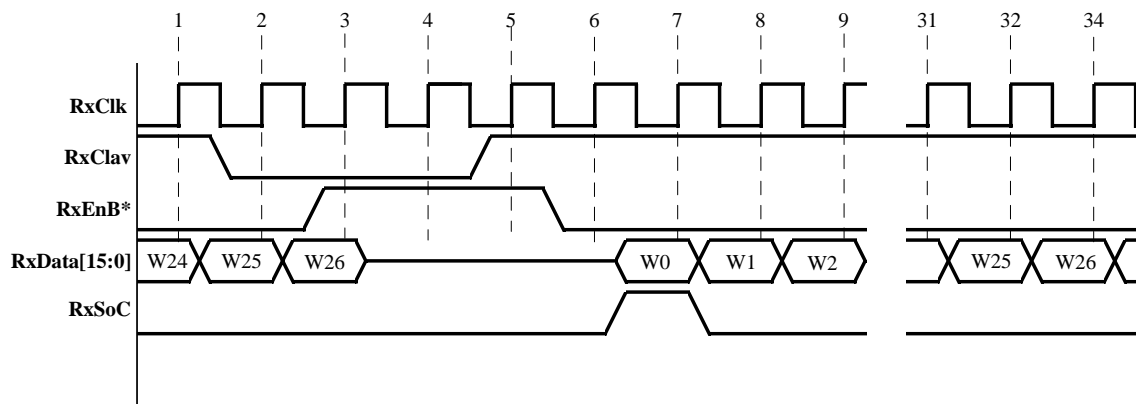 1 2 3 4 5 6 7 8 9 31 32 34
RxClk
RxClav
RxEnB*
RxData[15:0] W24 W25 W26 W0 W1 W2 W25 W26
RxSoC